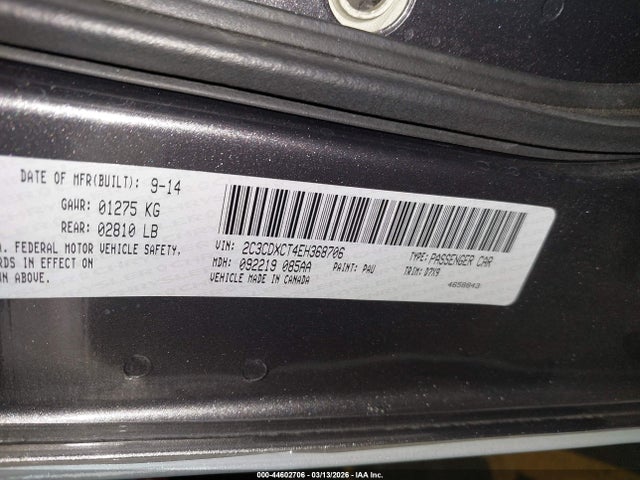 DATE OF MFR(BUILT): 9-14
GAWR: 01275 KG
REAR: 02810 LB
A. FEDERAL MOTOR VEHICLE SAFETY,
RDS IN EFFECT ON
N ABOVE.
VIN: 2C3CDXCT4EH368706
TYPE: PASSENGER CAR
MDH: 092219 085AA PAINT: PAU TRIM: D7X9
VEHICLE MADE IN CANADA
4658843
000-44602706 - 03/13/2026 - IAA Inc.